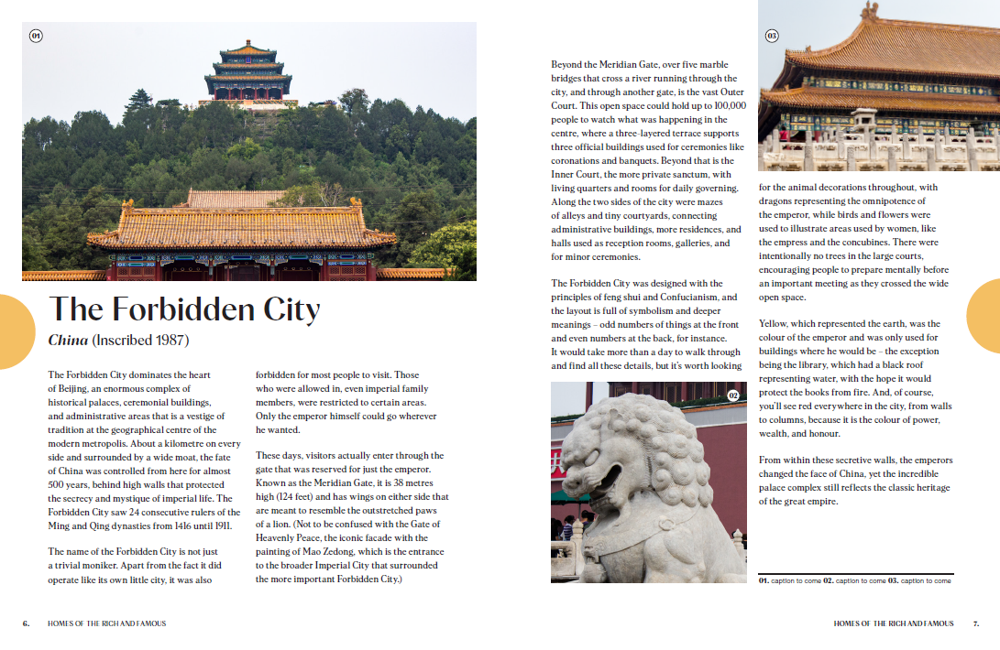 01
The Forbidden City
China (Inscribed 1987)
The Forbidden City dominates the heart
of Beijing, an enormous complex of
historical palaces, ceremonial buildings,
and administrative areas that is a vestige of
tradition at the geographical centre of the
modern metropolis. About a kilometre on every
side and surrounded by a wide moat, the fate
of China was controlled from here for almost
500 years, behind high walls that protected
the secrecy and mystique of imperial life. The
Forbidden City saw 24 consecutive rulers of the
Ming and Qing dynasties from 1416 until 1911.
The name of the Forbidden City is not just
a trivial moniker. Apart from the fact it did
operate like its own little city, it was also
forbidden for most people to visit. Those
who were allowed in, even imperial family
members, were restricted to certain areas.
Only the emperor himself could go wherever
he wanted.
These days, visitors actually enter through the
gate that was reserved for just the emperor.
Known as the Meridian Gate, it is 38 metres
high (124 feet) and has wings on either side that
are meant to resemble the outstretched paws
of a lion. (Not to be confused with the Gate of
Heavenly Peace, the iconic facade with the
painting of Mao Zedong, which is the entrance
to the broader Imperial City that surrounded
the more important Forbidden City.)
6. HOMES OF THE RICH AND FAMOUS
Beyond the Meridian Gate, over five marble
bridges that cross a river running through the
city, and through another gate, is the vast Outer
Court. This open space could hold up to 100,000
people to watch what was happening in the
centre, where a three-layered terrace supports
three official buildings used for ceremonies like
coronations and banquets. Beyond that is the
Inner Court, the more private sanctum, with
living quarters and rooms for daily governing.
Along the two sides of the city were mazes
of alleys and tiny courtyards, connecting
administrative buildings, more residences, and
halls used as reception rooms, galleries, and
for minor ceremonies.
The Forbidden City was designed with the
principles of feng shui and Confucianism, and
the layout is full of symbolism and deeper
meanings – odd numbers of things at the front
and even numbers at the back, for instance.
It would take more than a day to walk through
and find all these details, but it's worth looking
02
03
for the animal decorations throughout, with
dragons representing the omnipotence of
the emperor, while birds and flowers were
used to illustrate areas used by women, like
the empress and the concubines. There were
intentionally no trees in the large courts,
encouraging people to prepare mentally before
an important meeting as they crossed the wide
open space.
Yellow, which represented the earth, was the
colour of the emperor and was only used for
buildings where he would be – the exception
being the library, which had a black roof
representing water, with the hope it would
protect the books from fire. And, of course,
you'll see red everywhere in the city, from walls
to columns, because it is the colour of power,
wealth, and honour.
From within these secretive walls, the emperors
changed the face of China, yet the incredible
palace complex still reflects the classic heritage
of the great empire.
01. caption to come 02. caption to come 03. caption to come
HOMES OF THE RICH AND FAMOUS 7.